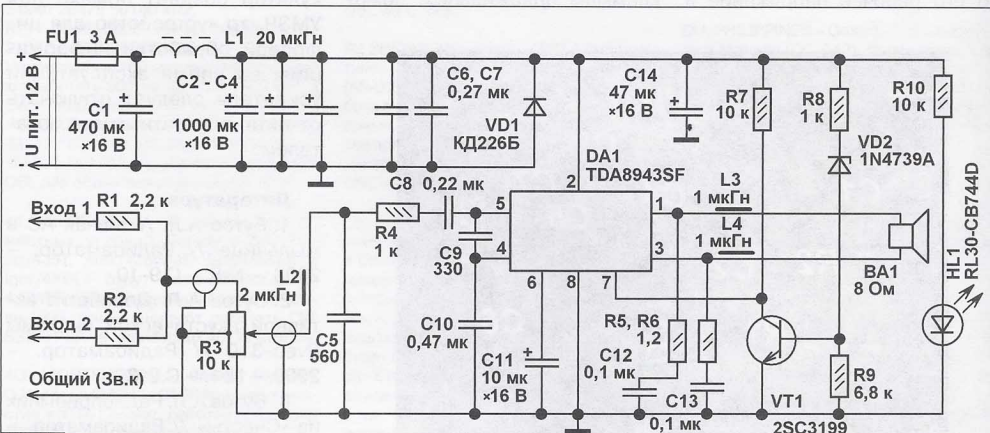 FU1 3 А
L1 20 мкГн
+
U пит.12 В
-
C1
470 мк
×16 В
C2 - C4
1000 мк
×16 В
C6, C7
0,27 мк
VD1
КД226Б
C14
47 мк
×16 В
R7
10 к
R8
1 к
R10
10 к
VD2
1N4739A
DA1
TDA8943SF
C8 0,22 мк
R1 2,2 к
Вход 1
R4
1 к
C9
330
5
4
2
1
3
6
8
7
L3
1 мкГн
L4
1 мкГн
BA1
8 Ом
HL1
RL30-CB744D
R2
2,2 к
Вход 2
L2
2 мкГн
R3
10 к
C5
560
C10
0,47 мк
C11
10 мк
×16 В
R5, R6
1,2
C12
0,1 мк
C13
0,1 мк
VT1
2SC3199
R9
6,8 к
Общий (Зв.к)